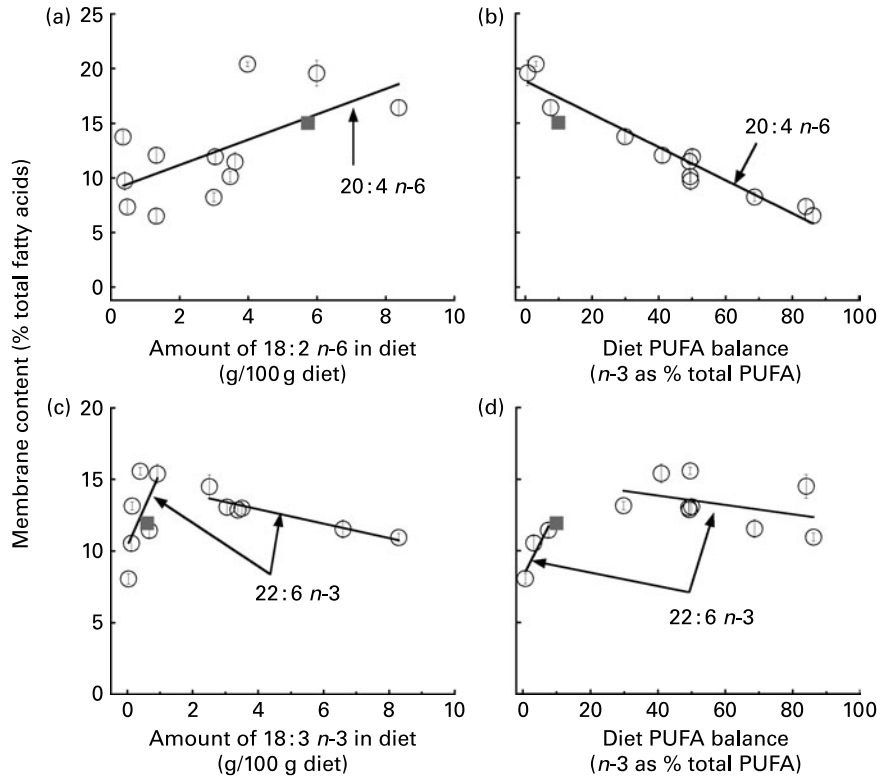 Membrane content (% total fatty acids)
(a)
25
20
15
10
5
0
20:4 n-6
0 2 4 6 8 10
Amount of 18:2 n-6 in diet
(g/100 g diet)
(b)
20:4 n-6
0 20 40 60 80 100
Diet PUFA balance
(n-3 as % total PUFA)
(c)
20
15
10
5
0
22:6 n-3
0 2 4 6 8 10
Amount of 18:3 n-3 in diet
(g/100 g diet)
(d)
22:6 n-3
0 20 40 60 80 100
Diet PUFA balance
(n-3 as % total PUFA)